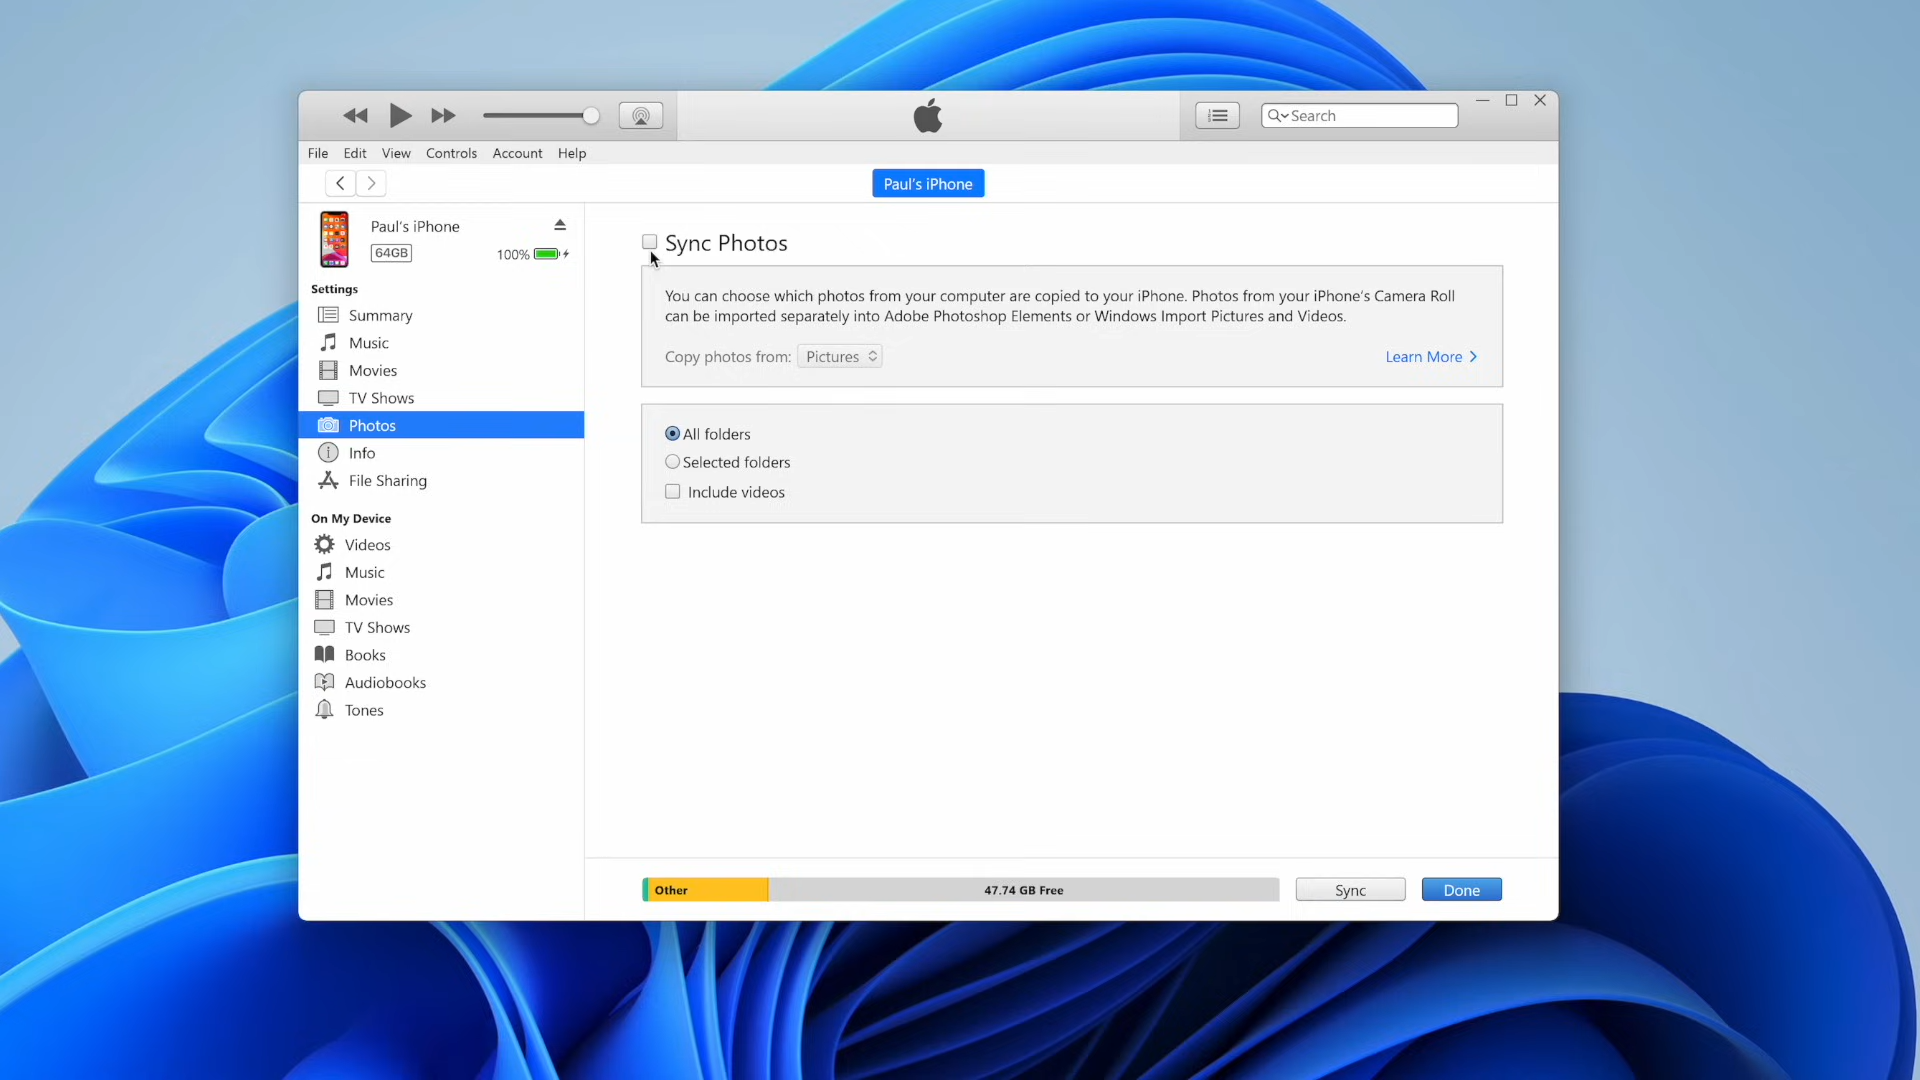 Search
File Edit View Controls Account Help
Paul's iPhone
Paul's iPhone
64GB 100%
Settings
Summary
Music
Movies
TV Shows
Photos
Info
File Sharing
On My Device
Videos
Music
Movies
TV Shows
Books
Audiobooks
Tones
Sync Photos
You can choose which photos from your computer are copied to your iPhone. Photos from your iPhone's Camera Roll
can be imported separately into Adobe Photoshop Elements or Windows Import Pictures and Videos.
Copy photos from: Pictures Learn More
All folders
Selected folders
Include videos
Other 47.74 GB Free Sync Done